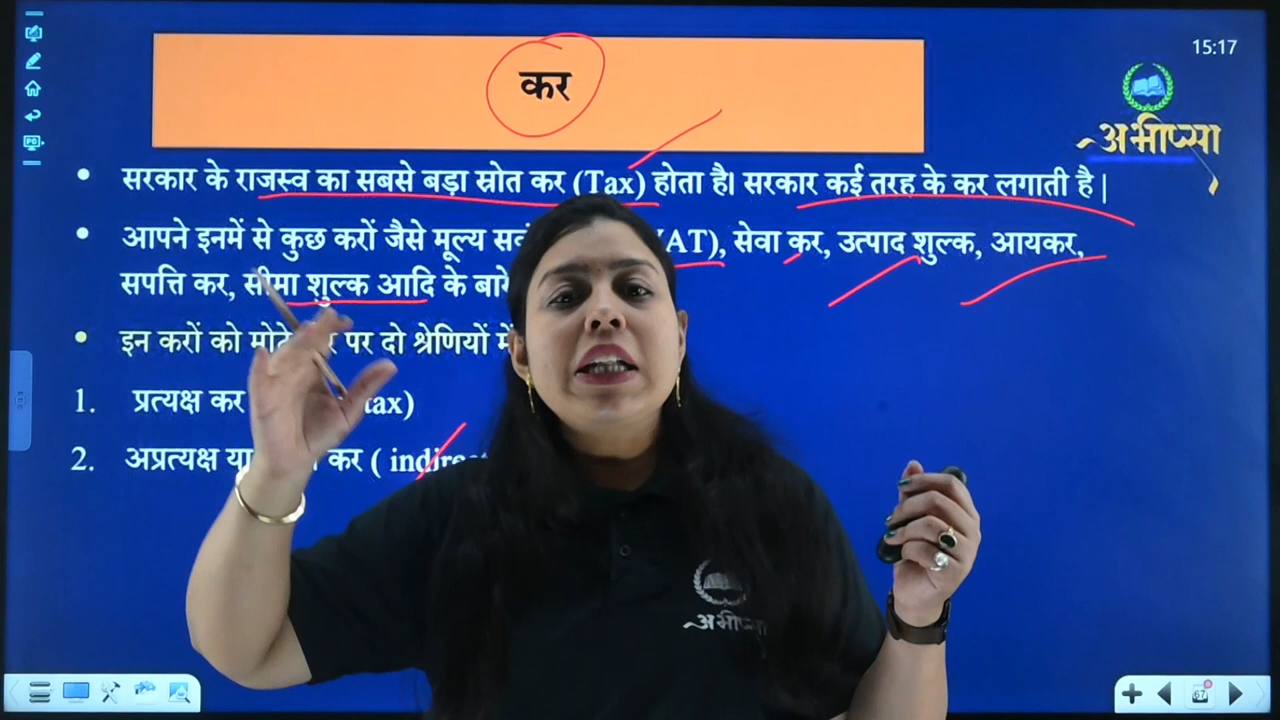 15:17
कर
अभीप्सा
• सरकार के राजस्व का सबसे बड़ा स्रोत कर (Tax) होता है। सरकार कई तरह के कर लगाती है |
• आपने इनमें से कुछ करों जैसे मूल्य AT), सेवा कर, उत्पाद शुल्क, आयकर,
सपत्ति कर, सीमा शुल्क आदि के
• इन करों को पर दो श्रेणियों
1. प्रत्यक्ष कर tax)
2. अप्रत्यक्ष कर (
अभीप्सा
67